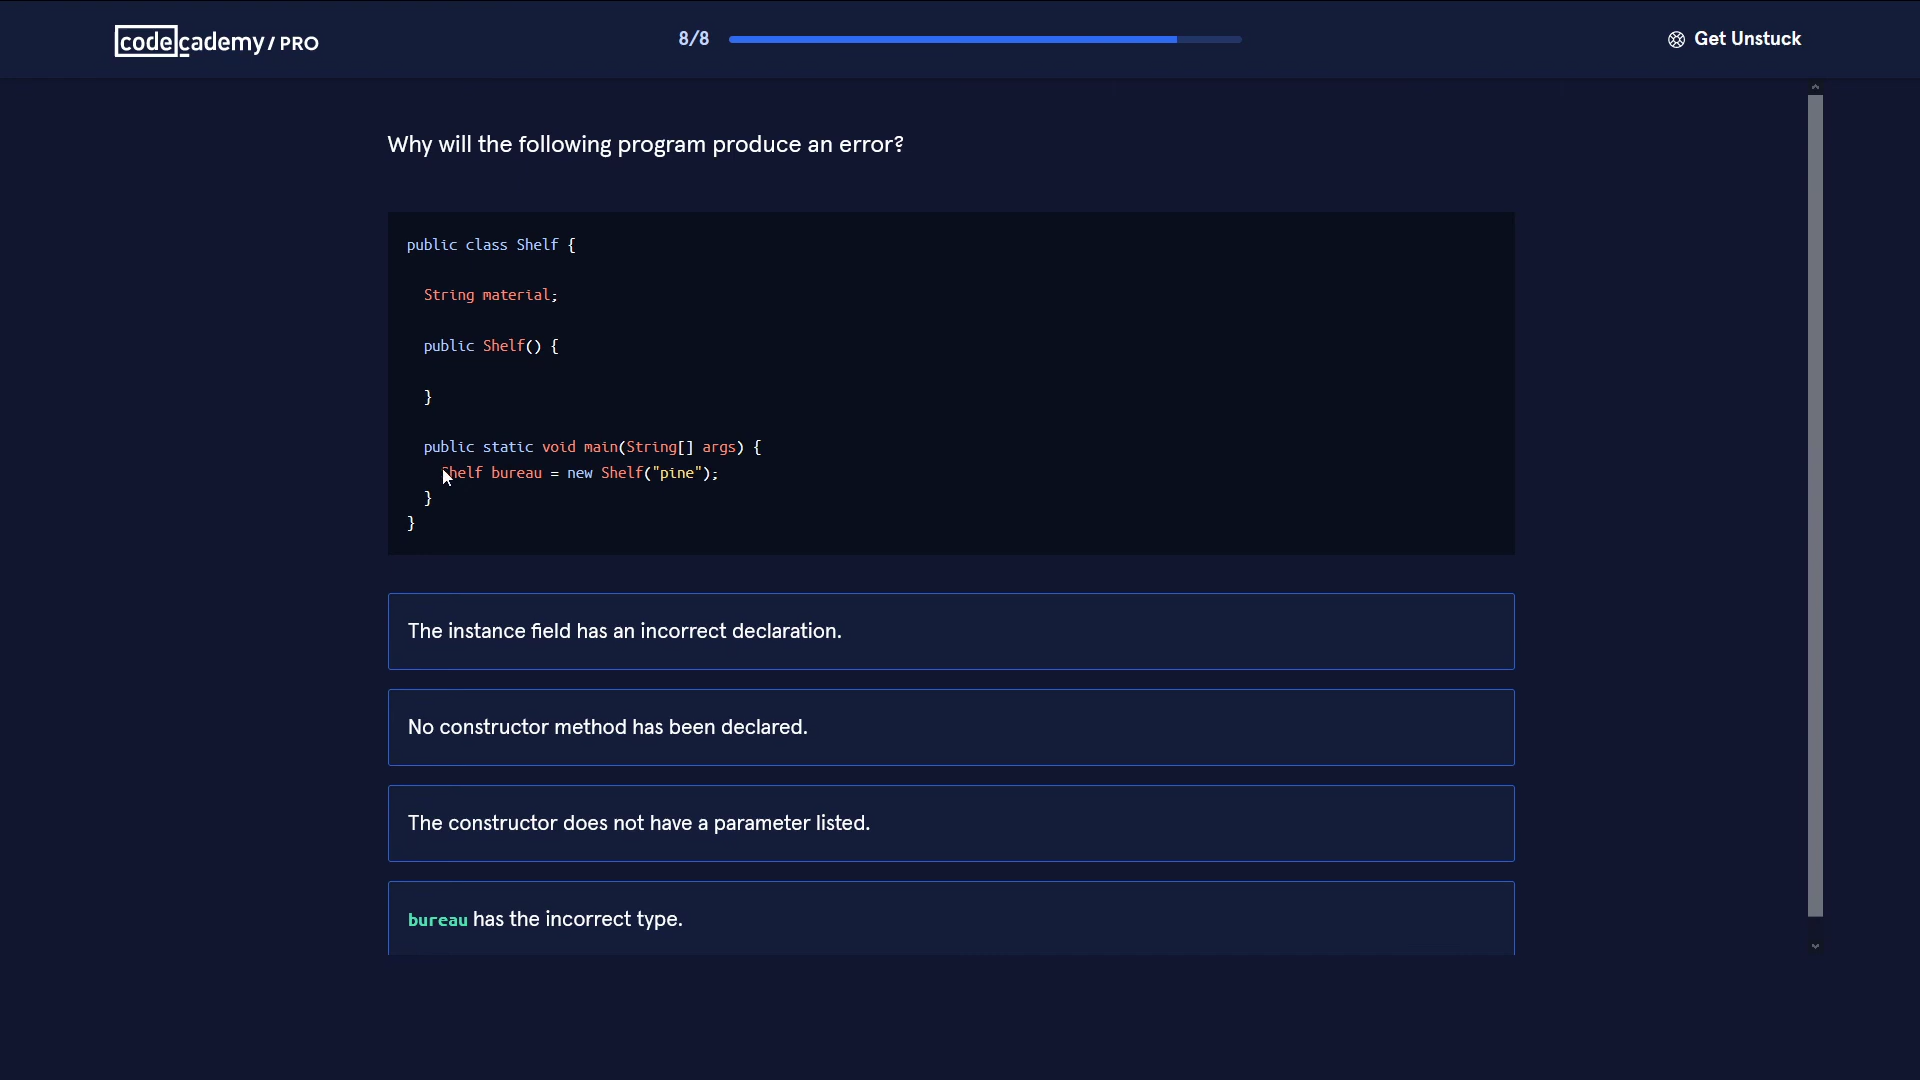 codecademy / PRO
8/8
Get Unstuck
Why will the following program produce an error?
public class Shelf {
String material;
public Shelf() {
}
public static void main(String[] args) {
Shelf bureau = new Shelf("pine");
}
}
The instance field has an incorrect declaration.
No constructor method has been declared.
The constructor does not have a parameter listed.
bureau has the incorrect type.